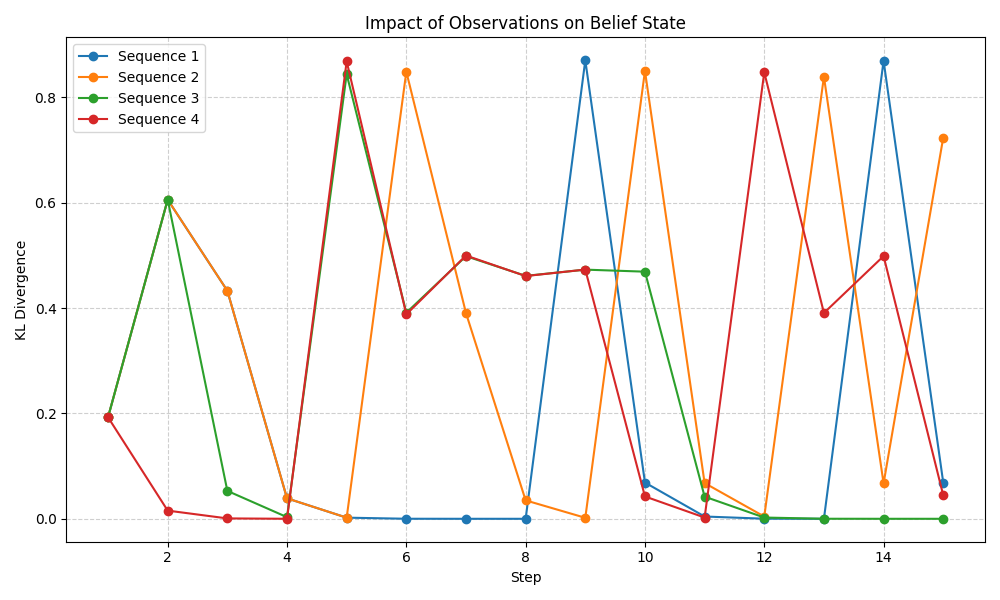 Impact of Observations on Belief State
Sequence 1
Sequence 2
Sequence 3
Sequence 4
KL Divergence
0.8
0.6
0.4
0.2
0.0
2 4 6 8 10 12 14
Step